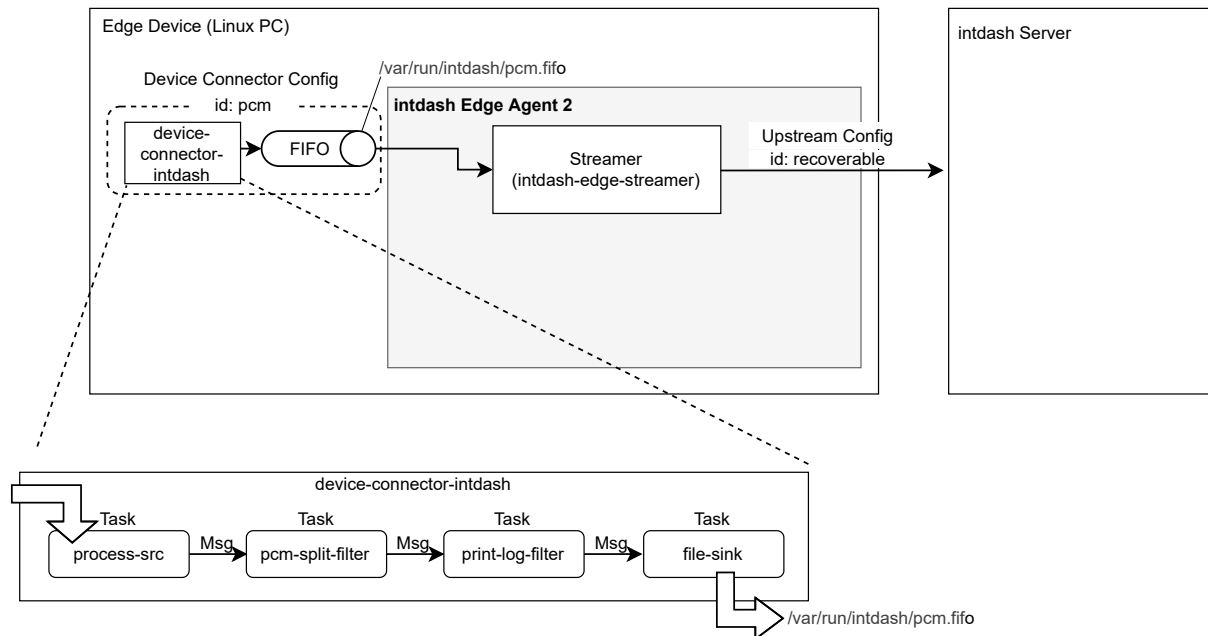 Edge Device (Linux PC)
intdash Server
Device Connector Config
id: pcm
/var/run/intdash/pcm.fifo
device-
connector-
intdash
FIFO
intdash Edge Agent 2
Streamer
(intdash-edge-streamer)
Upstream Config
id: recoverable
device-connector-intdash
Task
Task
Task
Task
process-src
Msg
pcm-split-filter
Msg
print-log-filter
Msg
file-sink
/var/run/intdash/pcm.fifo